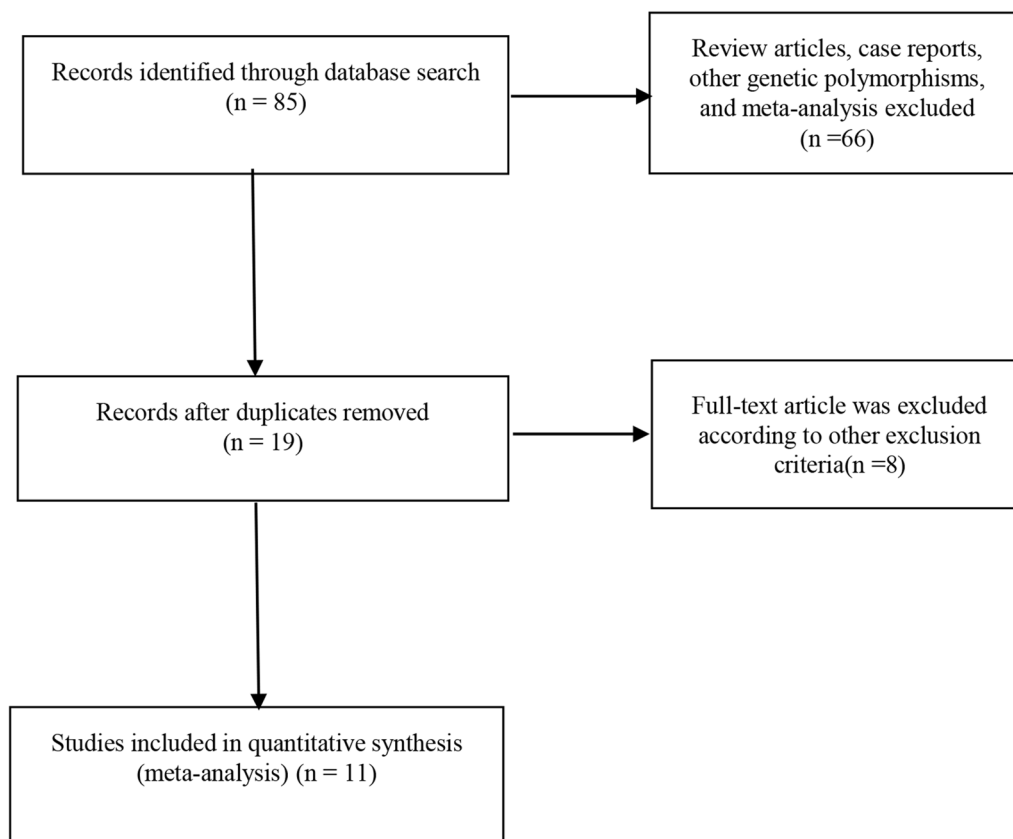 Records identified through database search
(n = 85)
Review articles, case reports,
other genetic polymorphisms,
and meta-analysis excluded
(n =66)
Records after duplicates removed
(n = 19)
Full-text article was excluded
according to other exclusion
criteria(n =8)
Studies included in quantitative synthesis
(meta-analysis) (n = 11)